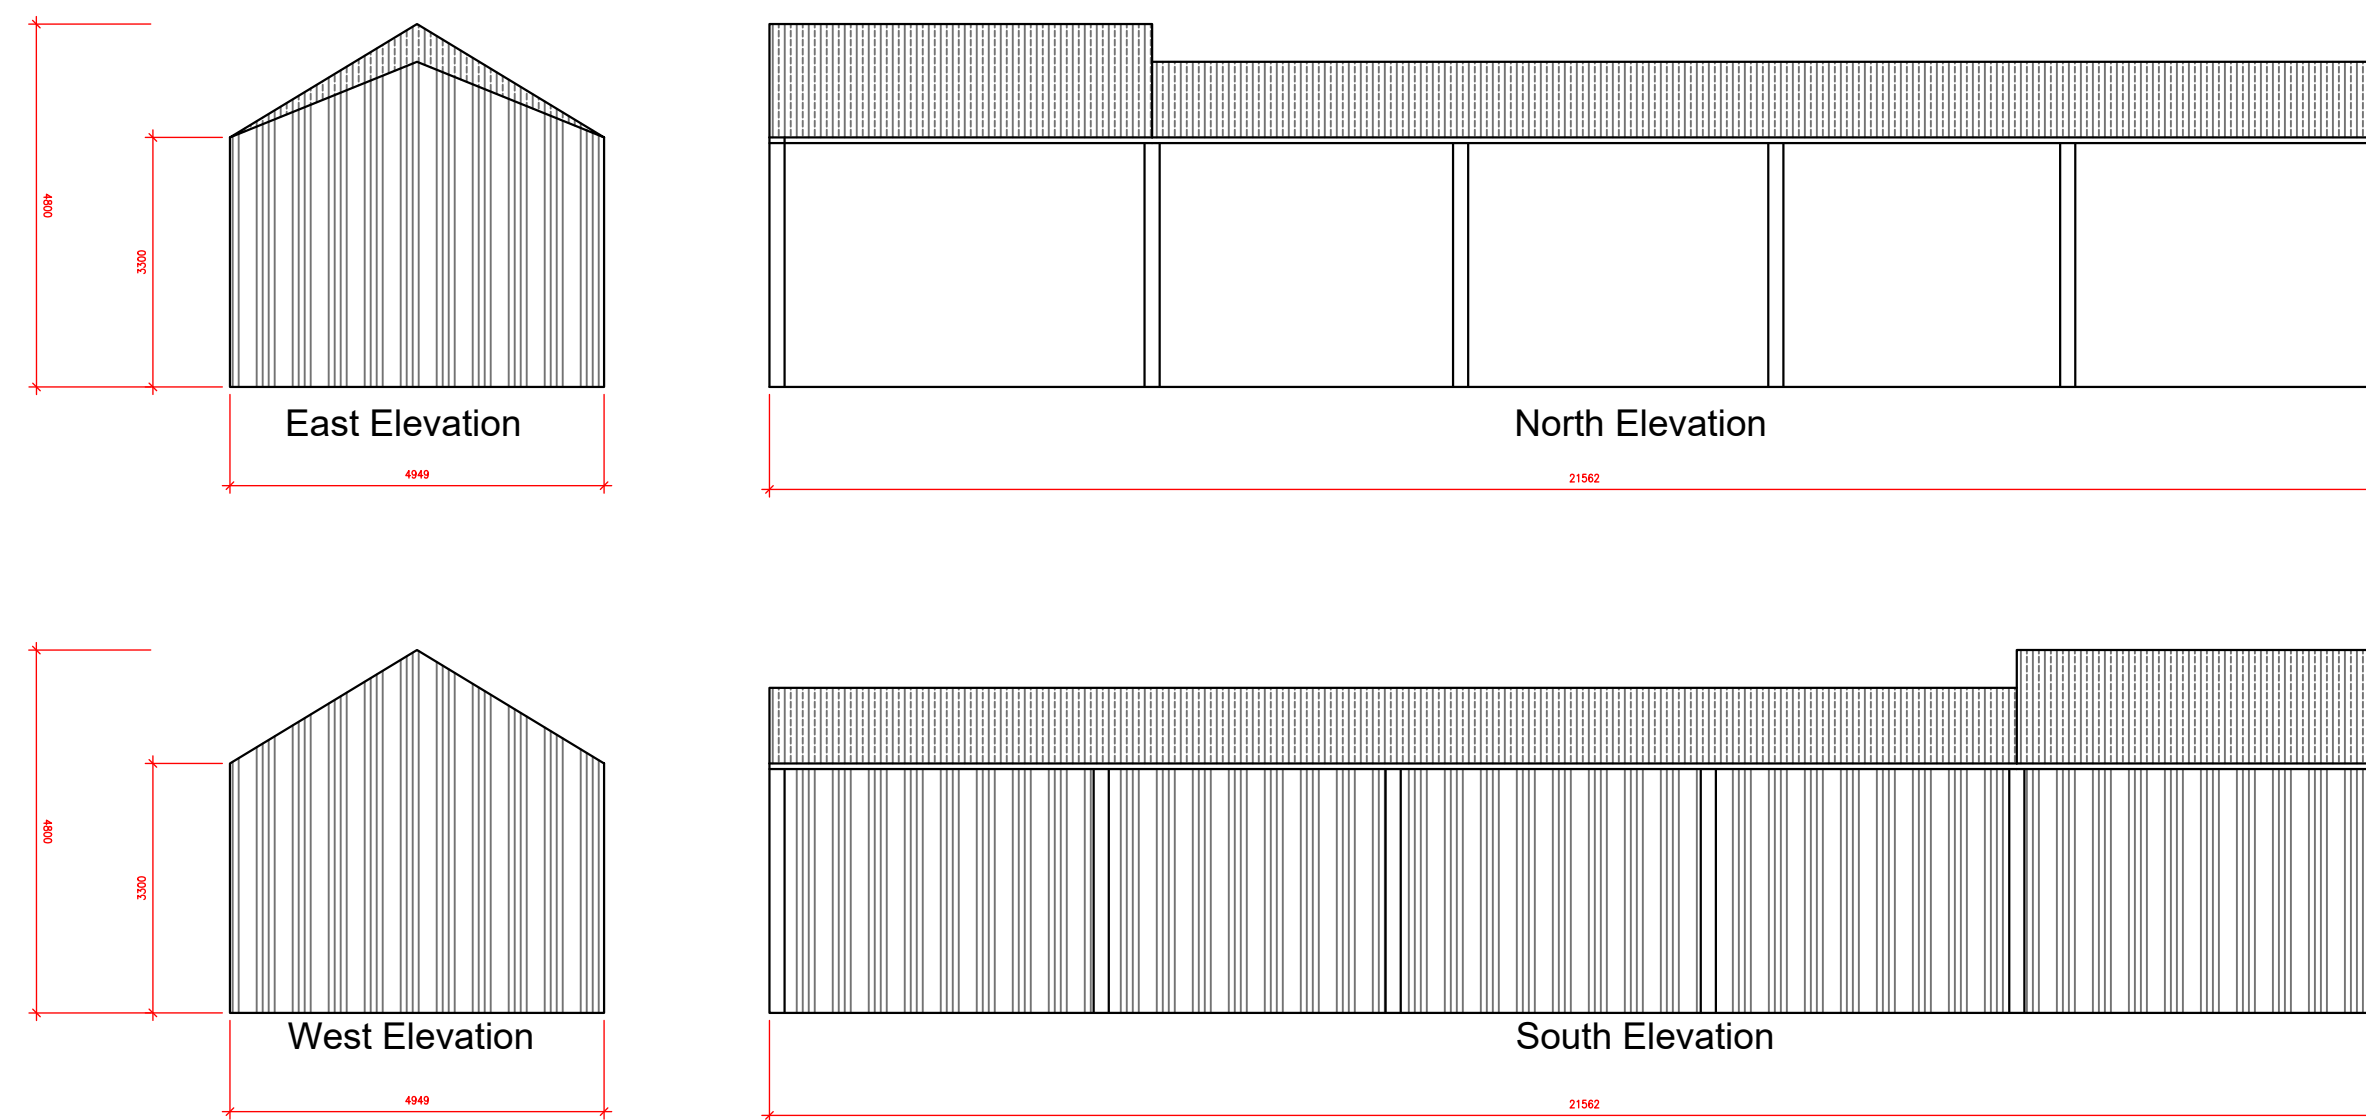 4800
3300
East Elevation
4949
North Elevation
21562
4800
3300
West Elevation
4949
South Elevation
21562